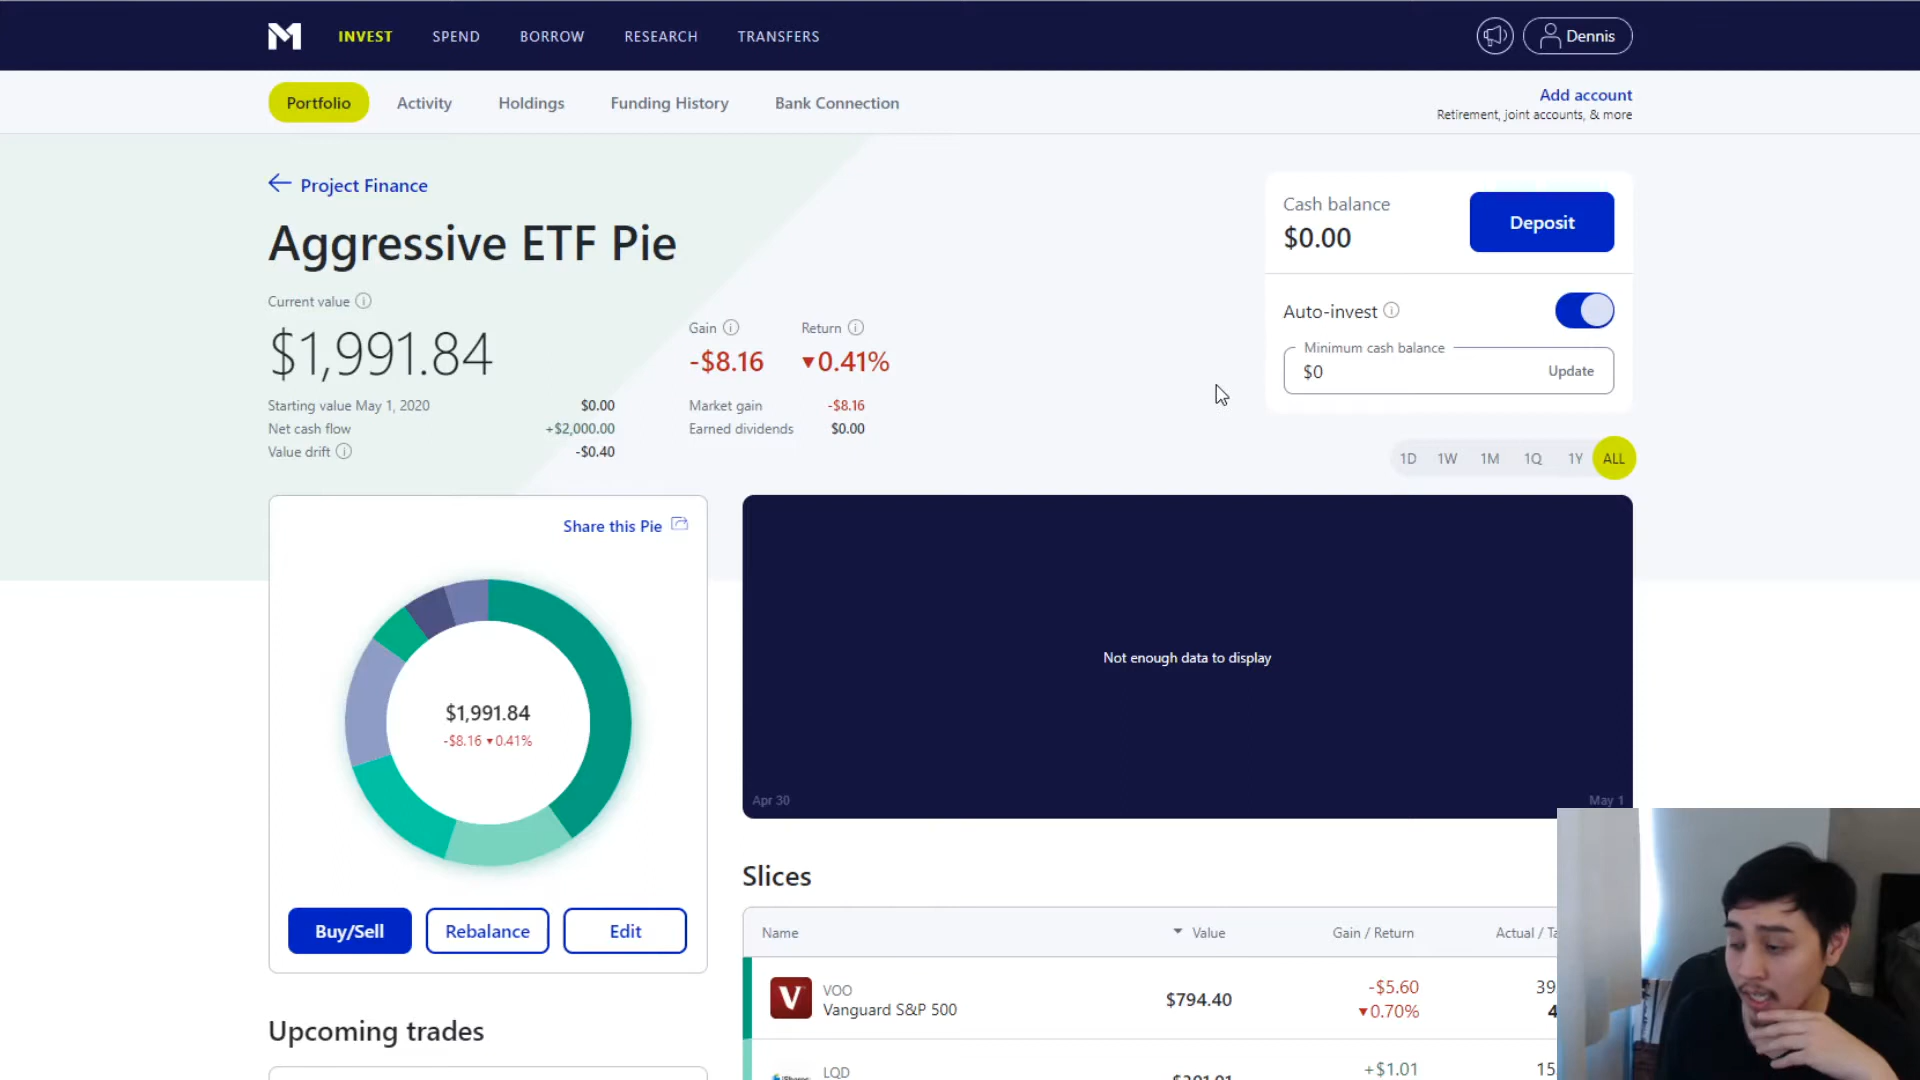 INVEST SPEND BORROW RESEARCH TRANSFERS Dennis
Portfolio Activity Holdings Funding History Bank Connection
Add account
Retirement, joint accounts, & more
Project Finance
Aggressive ETF Pie
Current value
$1,991.84
Starting value May 1, 2020 $0.00
Net cash flow +$2,000.00
Value drift -$0.40
Gain Return
-$8.16 ▼0.41%
Market gain -$8.16
Earned dividends $0.00
Cash balance
$0.00
Deposit
Auto-invest
Minimum cash balance
$0 Update
1D 1W 1M 1Q 1Y ALL
Share this Pie
$1,991.84
-$8.16 ▼0.41%
Buy/Sell Rebalance Edit
Upcoming trades
Not enough data to display
Apr 30 May 1
Slices
Name ▼ Value Gain / Return Actual / Ta
VOO
Vanguard S&P 500
$794.40
-$5.60
▼0.70%
39
4
LQD
+$1.01
15